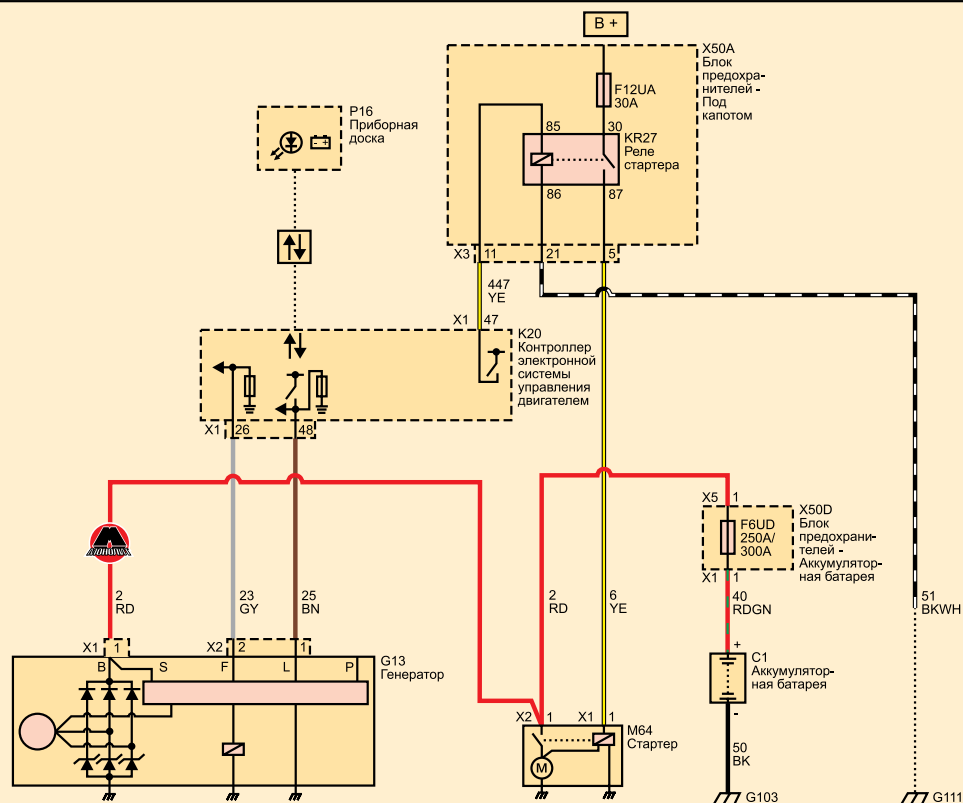 B +
X50A
Блок
предохра-
нителей -
Под
капотом
F12UA
30A
P16
Приборная
доска
- +
85
30
KR27
Реле
стартера
86
87
X3 11 21 5
447
YE
X1 47
K20
Контроллер
электронной
системы
управления
двигателем
X1 26 48
X5 1
X50D
Блок
предохрани-
телей -
Аккумулятор-
ная батарея
F6UD
250A/
300A
X1 1
2
RD
23
GY
25
BN
2
RD
6
YE
40
RDGN
51
BKWH
X1 1
X2 2 1
G13
Генератор
B S F L P
+
C1
Аккумулятор-
ная батарея
-
X2 1 X1 1
M64
Стартер
M
50
BK
G103
G111